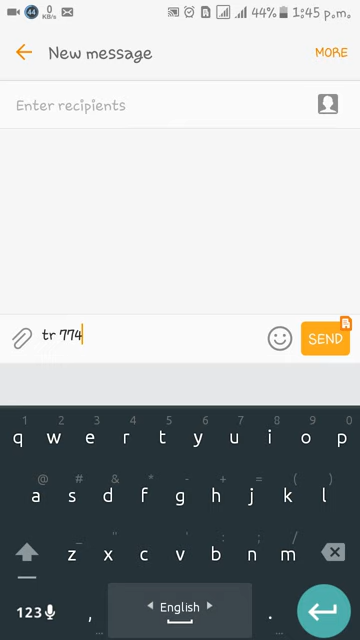 44 0 KB/s 44% 1:45 p.m.
New message MORE
Enter recipients
tr 774 SEND
1 2 3 4 5 6 7 8 9 0
q w e r t y u i o p
@ # & * - + = ( )
a s d f g h j k l
_ " ' : ; /
z x c v b n m
123 , English .
... ...